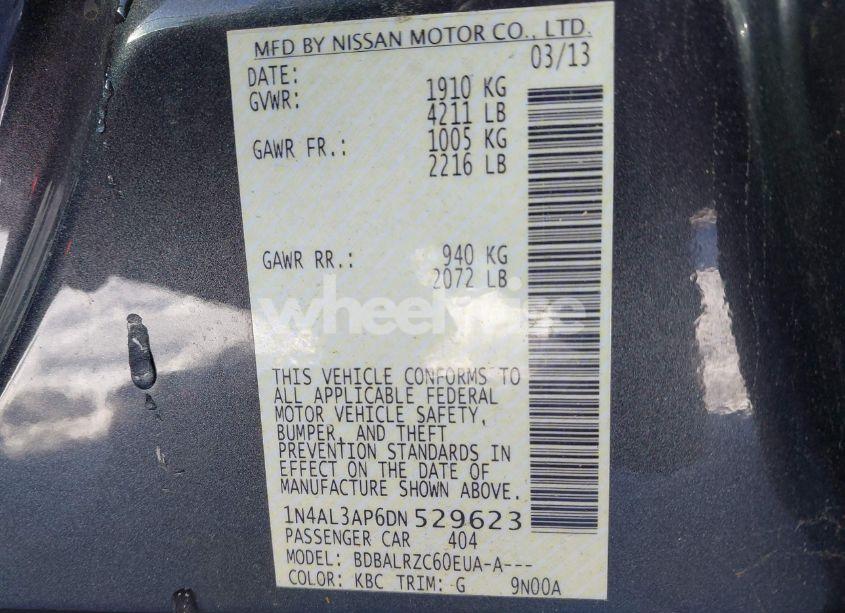 MFD BY NISSAN MOTOR CO., LTD.
DATE: 03/13
GVWR: 1910 KG
4211 LB
GAWR FR.: 1005 KG
2216 LB
GAWR RR.: 940 KG
2072 LB
THIS VEHICLE CONFORMS TO
ALL APPLICABLE FEDERAL
MOTOR VEHICLE SAFETY,
BUMPER, AND THEFT
PREVENTION STANDARDS IN
EFFECT ON THE DATE OF
MANUFACTURE SHOWN ABOVE.
1N4AL3AP6DN 529623
PASSENGER CAR 404
MODEL: BDBALRZC60EUA-A---
COLOR: KBC TRIM: G 9N00A